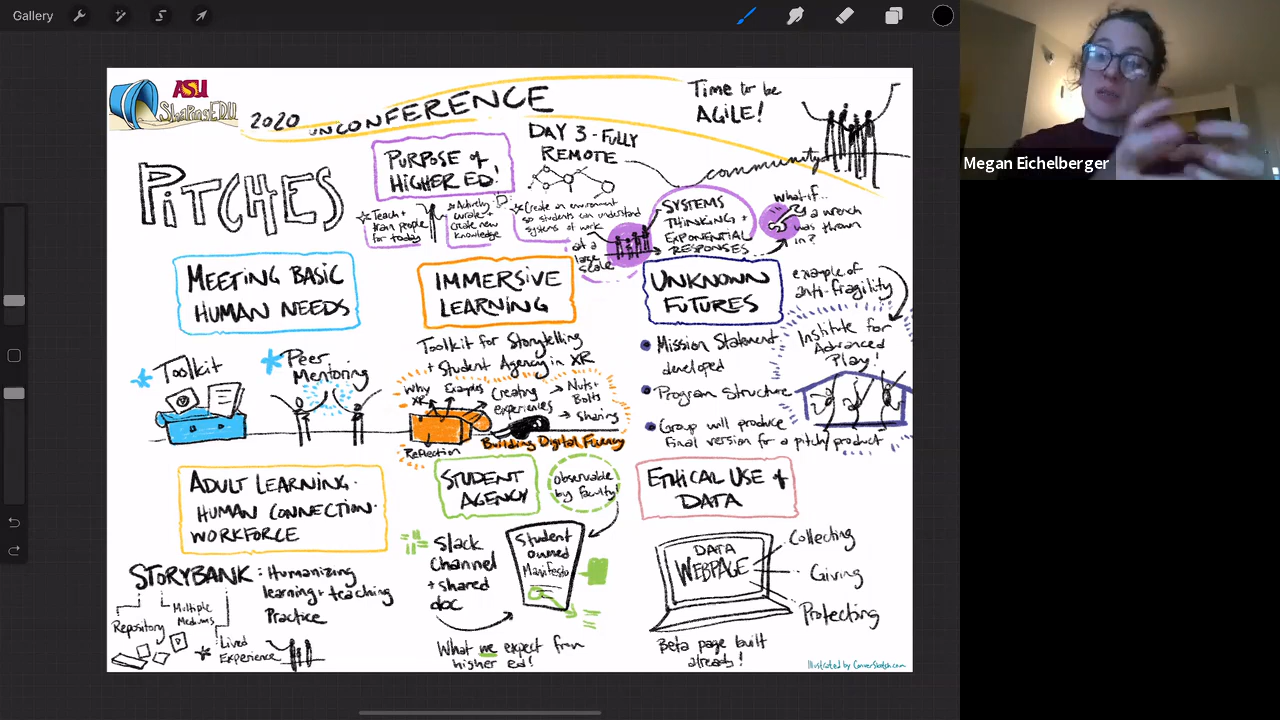 Gallery
Megan Eichelberger
ASU
ShapingEDU
2020 UNCONFERENCE
Time to be
AGILE!
PITCHES
DAY 3 - FULLY
REMOTE
community
PURPOSE of
HIGHER ED!
Teach +
train people
for today
Actively
curate +
create new
knowledge
Create an environment
so students can understand
systems at work
at a
large
scale
SYSTEMS
THINKING +
EXPONENTIAL
RESPONSES
what if...
a wrench
was thrown
in?
MEETING BASIC
HUMAN NEEDS
Toolkit
Peer
Mentoring
IMMERSIVE
LEARNING
Toolkit for Storytelling
+ Student Agency in XR
Why
XR
Examples
Creating
experiences
Nuts +
Bolts
Sharing
Reflection
Building Digital Fluency
UNKNOWN
FUTURES
Mission Statement
developed
Program Structure
Group will produce
final version for a pitch/product
example of
anti-fragility
Institute for
Advanced
Play!
ADULT LEARNING·
HUMAN CONNECTION·
WORKFORCE
STORYBANK: Humanizing
learning + teaching
Practice
Repository
Multiple
Mediums
Lived
Experience
STUDENT
AGENCY
observable
by faculty!
Slack
Channel
+ shared
doc
Student
Owned
Manifesto
What we expect from
higher ed!
ETHICAL USE of
DATA
DATA
WEBPAGE
Collecting
Giving
Protecting
Beta page built
already!
Illustrated by ConverSketch.com